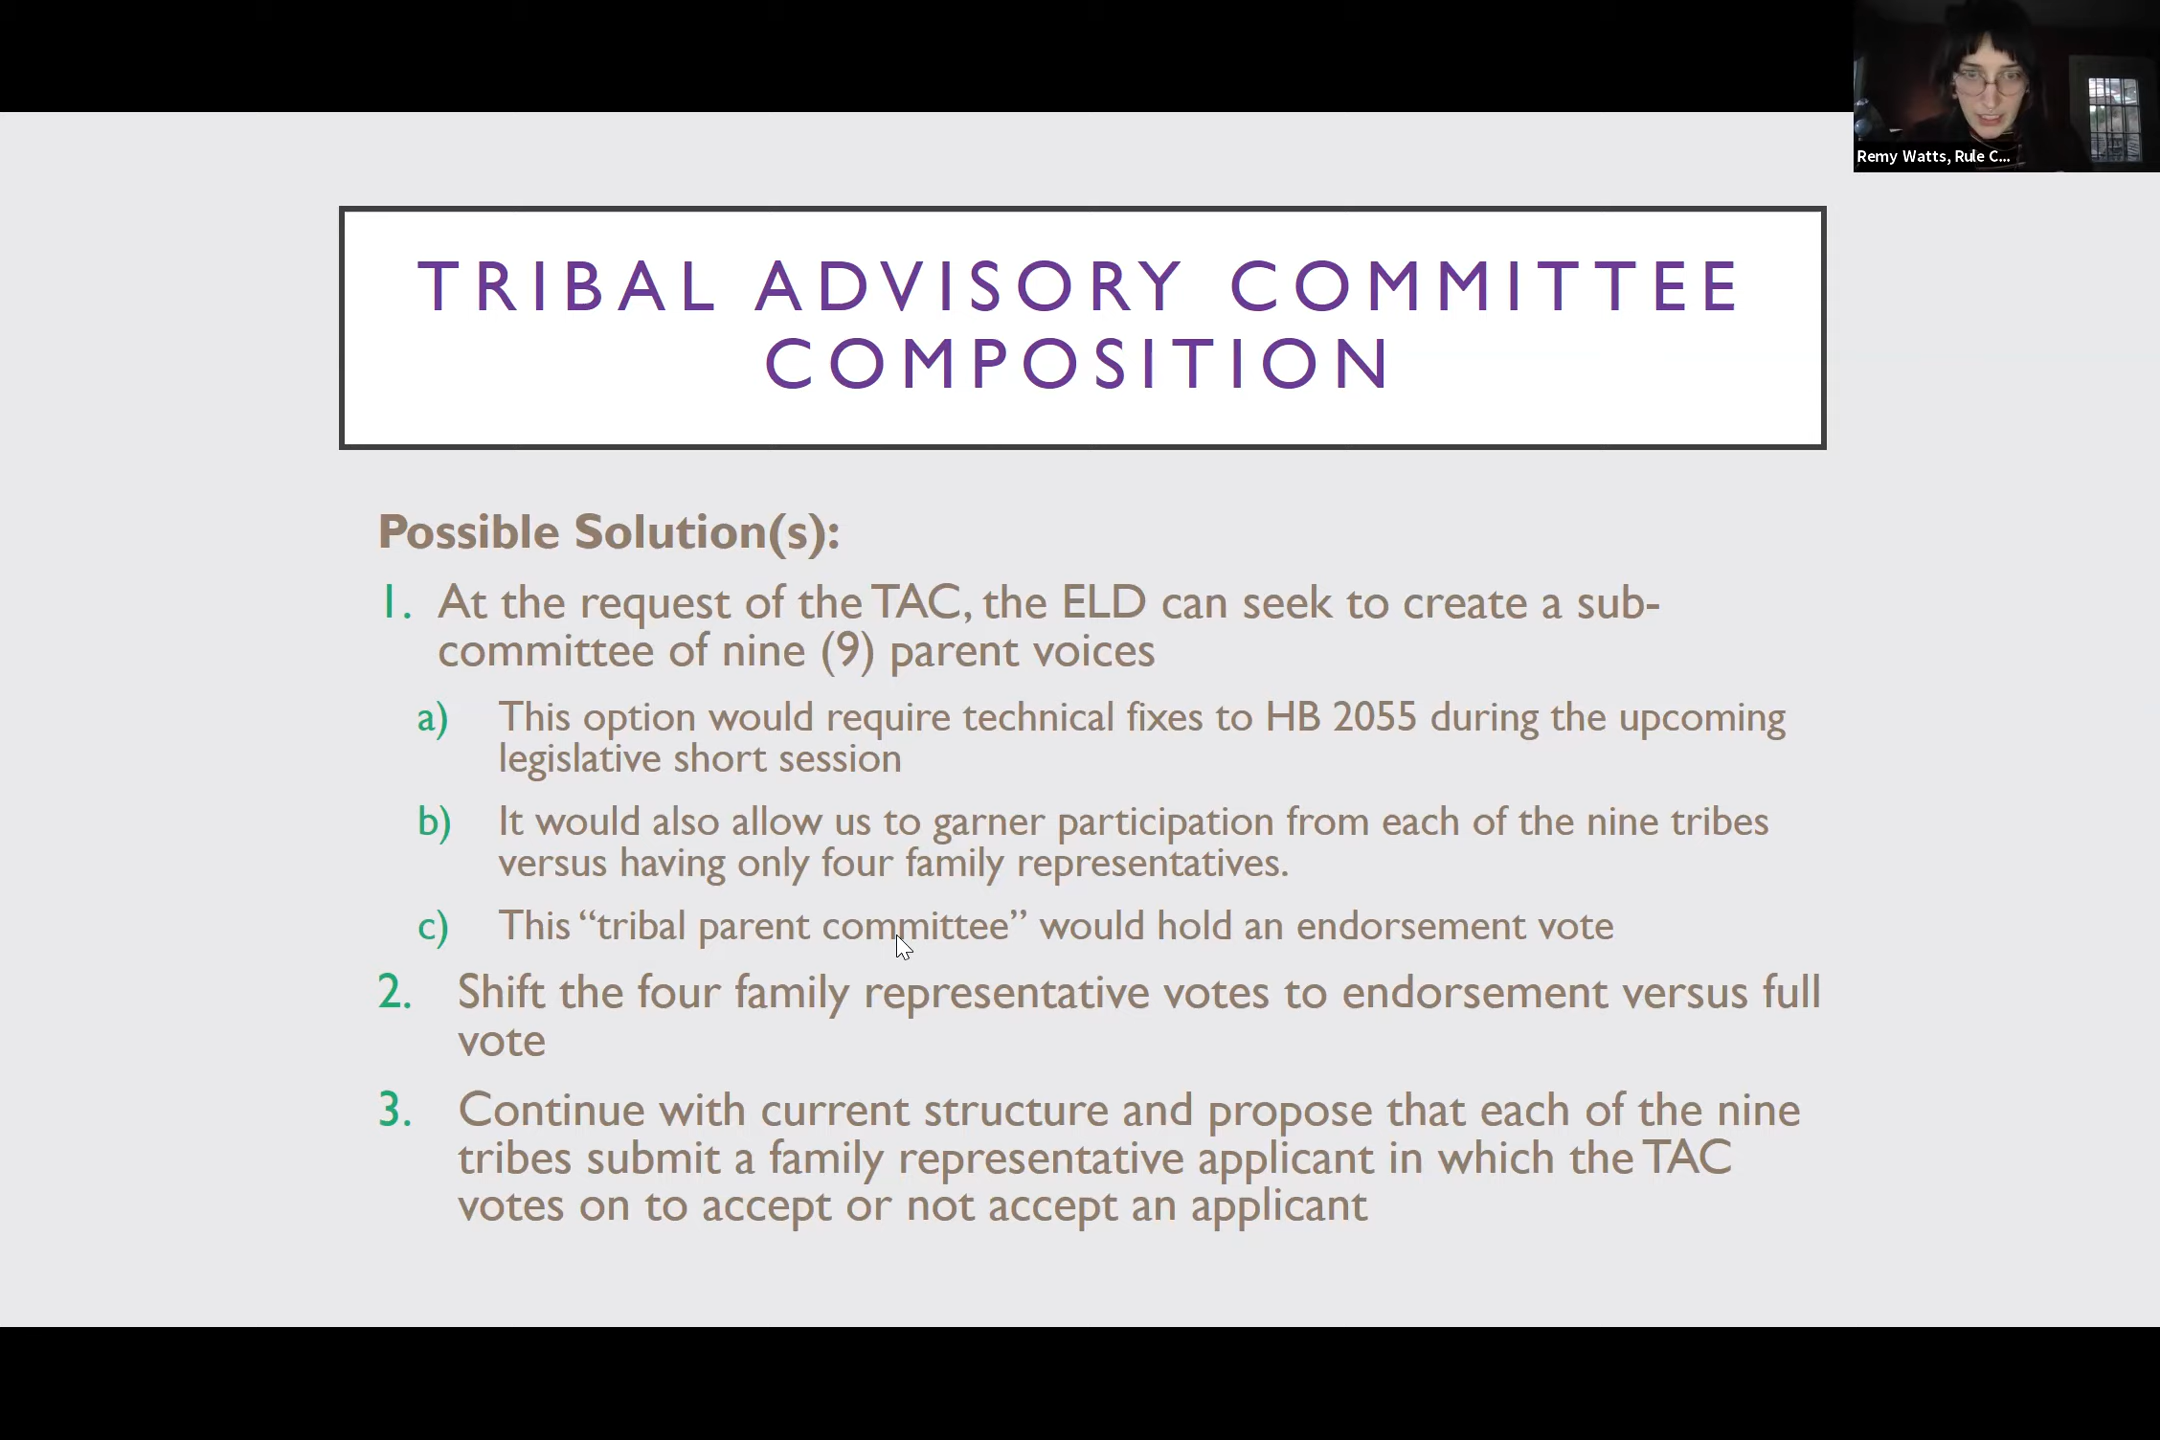 Remy Watts, Rule C...
TRIBAL ADVISORY COMMITTEE
COMPOSITION
Possible Solution(s):
1. At the request of the TAC, the ELD can seek to create a sub-
committee of nine (9) parent voices
a) This option would require technical fixes to HB 2055 during the upcoming
legislative short session
b) It would also allow us to garner participation from each of the nine tribes
versus having only four family representatives.
c) This “tribal parent committee” would hold an endorsement vote
2. Shift the four family representative votes to endorsement versus full
vote
3. Continue with current structure and propose that each of the nine
tribes submit a family representative applicant in which the TAC
votes on to accept or not accept an applicant